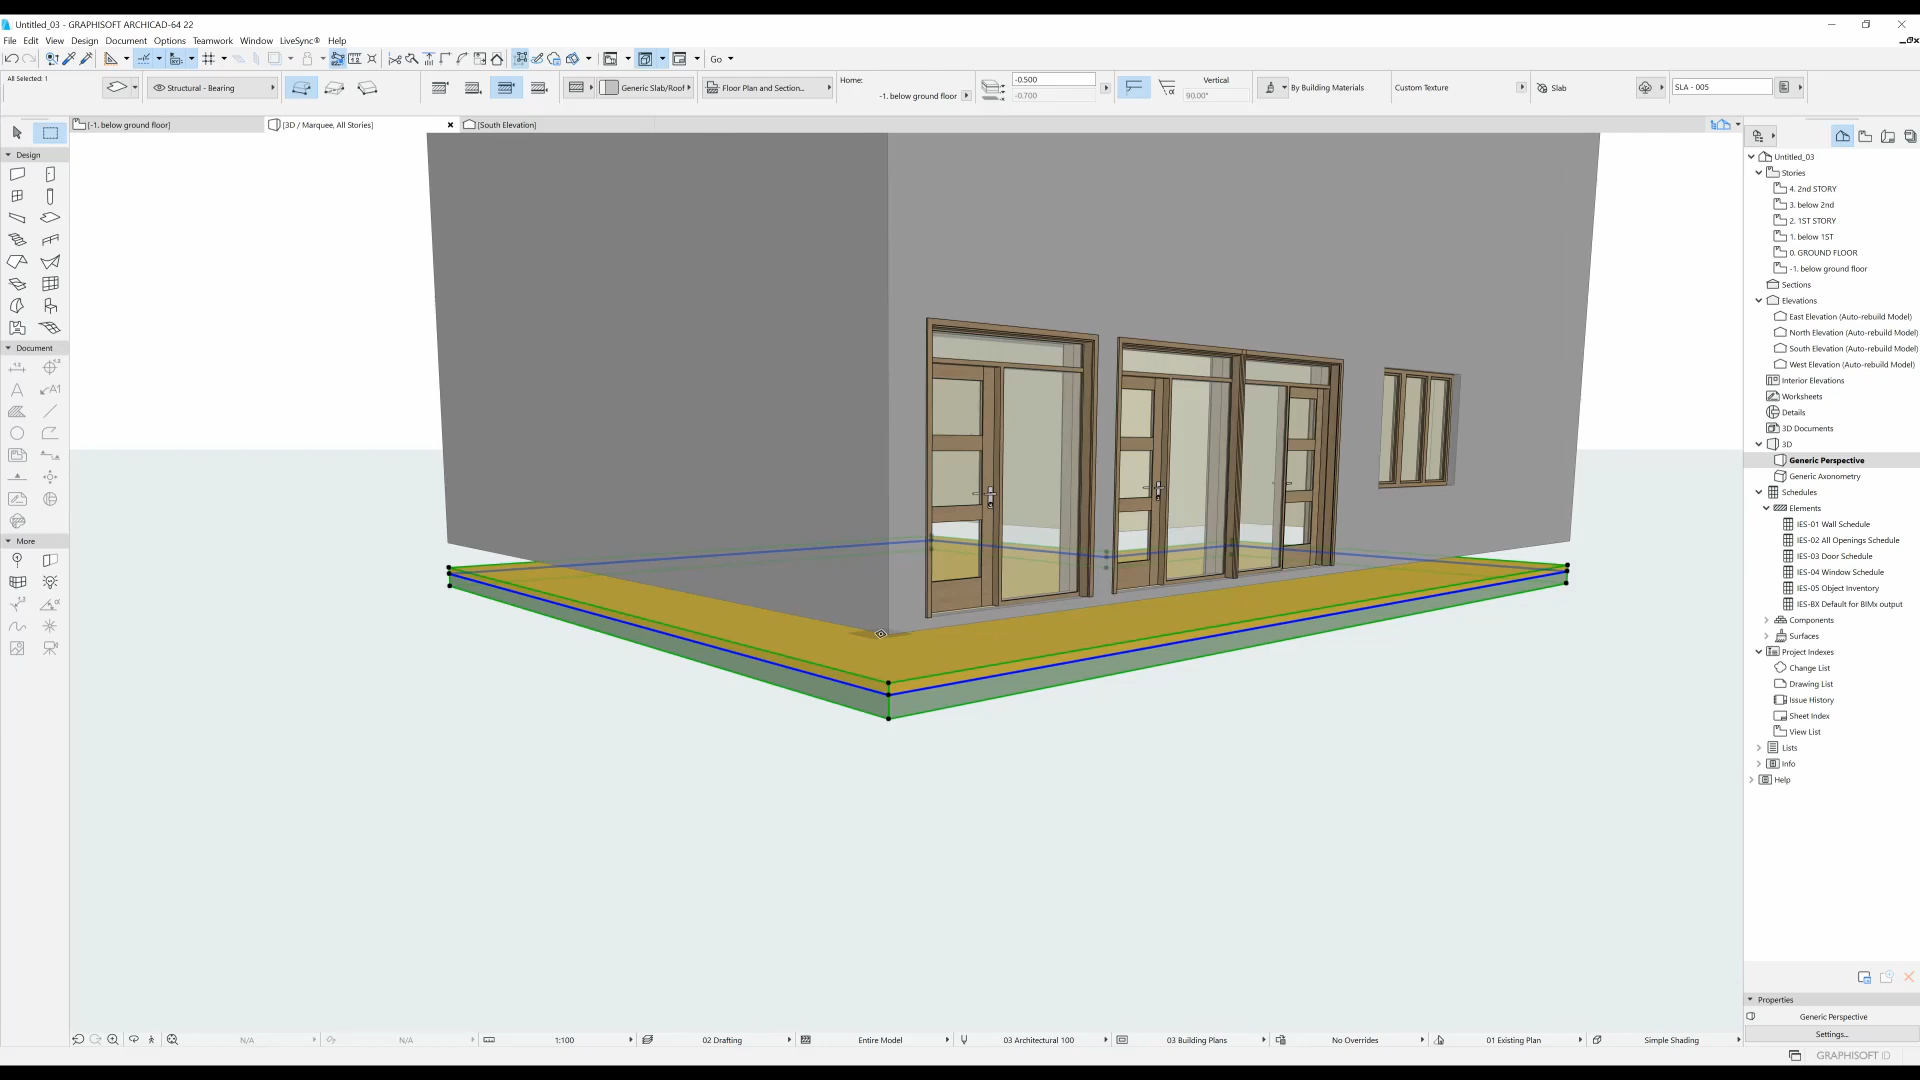 Untitled_03 - GRAPHISOFT ARCHICAD-64 22
File Edit View Design Document Options Teamwork Window LiveSync® Help
Go
All Selected: 1
Structural - Bearing
Generic Slab/Roof
Floor Plan and Section...
Home:
-1. below ground floor
-0.500
-0.700
Vertical
90.00°
By Building Materials
Custom Texture
Slab
SLA - 005
[-1. below ground floor]
[3D / Marquee, All Stories]
[South Elevation]
Design
Document
More
Untitled_03
Stories
4. 2nd STORY
3. below 2nd
2. 1ST STORY
1. below 1ST
0. GROUND FLOOR
-1. below ground floor
Sections
Elevations
East Elevation (Auto-rebuild Model)
North Elevation (Auto-rebuild Model)
South Elevation (Auto-rebuild Model)
West Elevation (Auto-rebuild Model)
Interior Elevations
Worksheets
Details
3D Documents
3D
Generic Perspective
Generic Axonometry
Schedules
Elements
IES-01 Wall Schedule
IES-02 All Openings Schedule
IES-03 Door Schedule
IES-04 Window Schedule
IES-05 Object Inventory
IES-BX Default for BIMx output
Components
Surfaces
Project Indexes
Change List
Drawing List
Issue History
Sheet Index
View List
Lists
Info
Help
Properties
Generic Perspective
Settings...
N/A
N/A
1:100
02 Drafting
Entire Model
03 Architectural 100
03 Building Plans
No Overrides
01 Existing Plan
Simple Shading
GRAPHISOFT ID